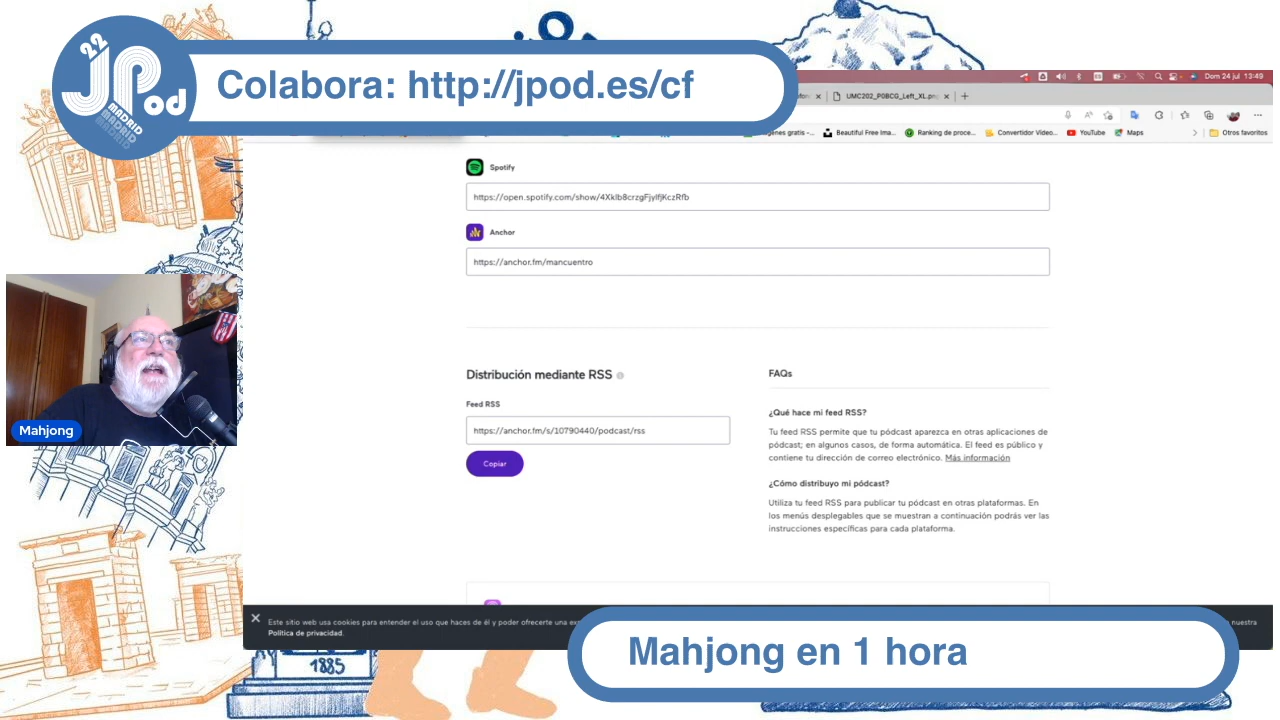 22
JPod
MADRID
MADRID
Colabora: http://jpod.es/cf
Dom 24 jul 13:49
UMC202_P0BCG_Left_XL.pn
Beautiful Free Ima...
Ranking de proce...
Convertidor Video...
YouTube
Maps
Otros favoritos
Spotify
https://open.spotify.com/show/4Xklb8crzgFjylfjKczRfb
Anchor
https://anchor.fm/mancuentro
Distribución mediante RSS
Feed RSS
https://anchor.fm/s/10790440/podcast/rss
Copiar
FAQs
¿Qué hace mi feed RSS?
Tu feed RSS permite que tu pódcast aparezca en otras aplicaciones de
pódcast; en algunos casos, de forma automática. El feed es público y
contiene tu dirección de correo electrónico. Más información
¿Cómo distribuyo mi pódcast?
Utiliza tu feed RSS para publicar tu pódcast en otras plataformas. En
los menús desplegables que se muestran a continuación podrás ver las
instrucciones específicas para cada plataforma.
Mahjong
Este sitio web usa cookies para entender el uso que haces de él y poder ofrecerte una
nuestra
Política de privacidad.
Mahjong en 1 hora
1885